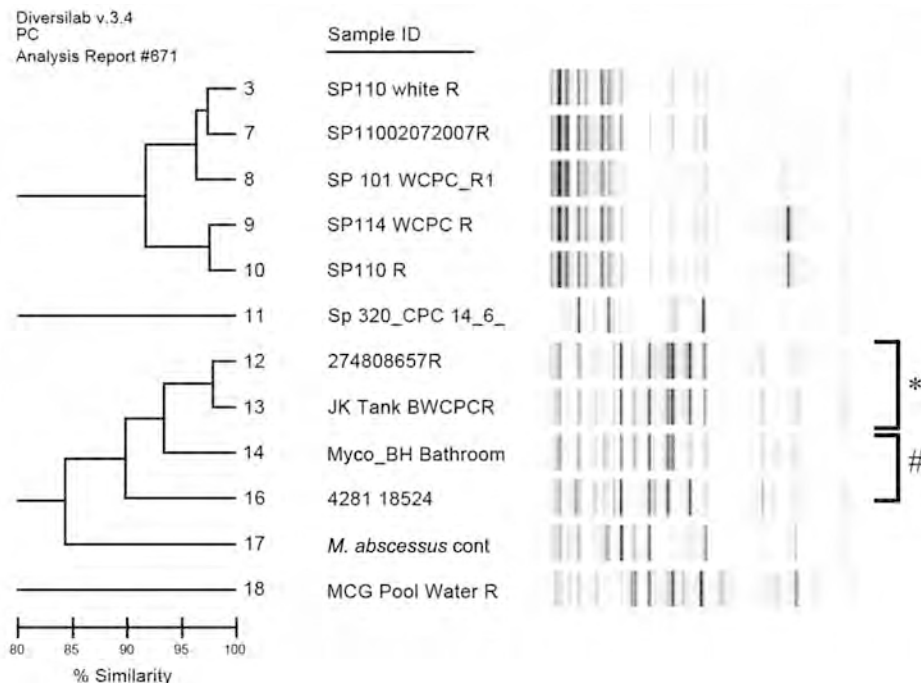 Diversilab v.3.4
PC
Analysis Report #671
Sample ID
3 SP110 white R
7 SP11002072007R
8 SP 101 WCPC_R1
9 SP114 WCPC R
10 SP110 R
11 Sp 320_CPC 14_6_
12 274808657R
13 JK Tank BWCPCR
14 Myco_BH Bathroom
16 4281 18524
17 M. abscessus cont
18 MCG Pool Water R
*
#
80 85 90 95 100
% Similarity